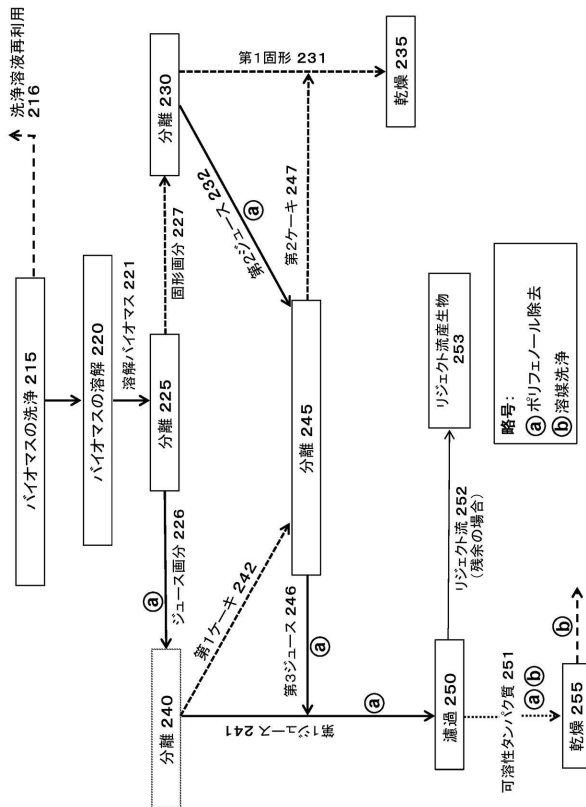 バイオマスの洗浄 215
洗浄溶液再利用
216
バイオマスの溶解 220
溶解バイオマス 221
分離 240
ⓐ
ジュース画分 226
分離 225
固形画分 227
分離 230
第1ケーキ 242
第2ジュース 232
ⓐ
第1固形 231
第1ジュース 241
ⓐ
第3ジュース 246
ⓐ
分離 245
第2ケーキ 247
乾燥 235
濾過 250
リジェクト流 252
(残余の場合)
リジェクト流産生物
253
可溶性タンパク質 251
ⓐⓑ
乾燥 255
ⓑ
略号:
ⓐポリフェノール除去
ⓑ溶媒洗浄